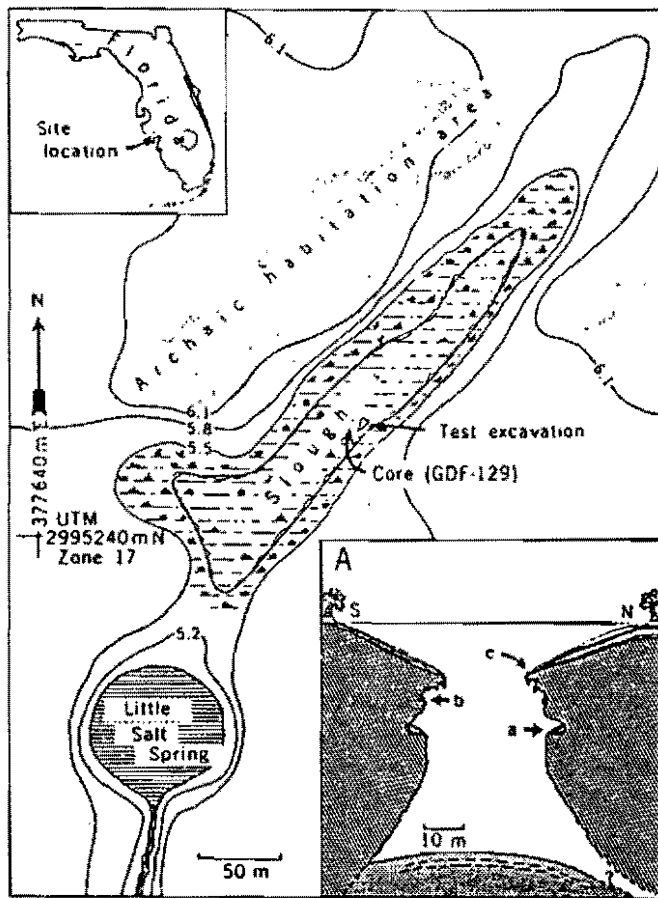 Florida
Site
location
6.1
Archaic habitation area
N
377640mE
6.1
5.8
5.5
6.1
Slough
Test excavation
Core (GDF-129)
UTM
2995240mN
Zone 17
5.2
Little
Salt
Spring
50 m
A
S
N
c
b
a
10 m
?